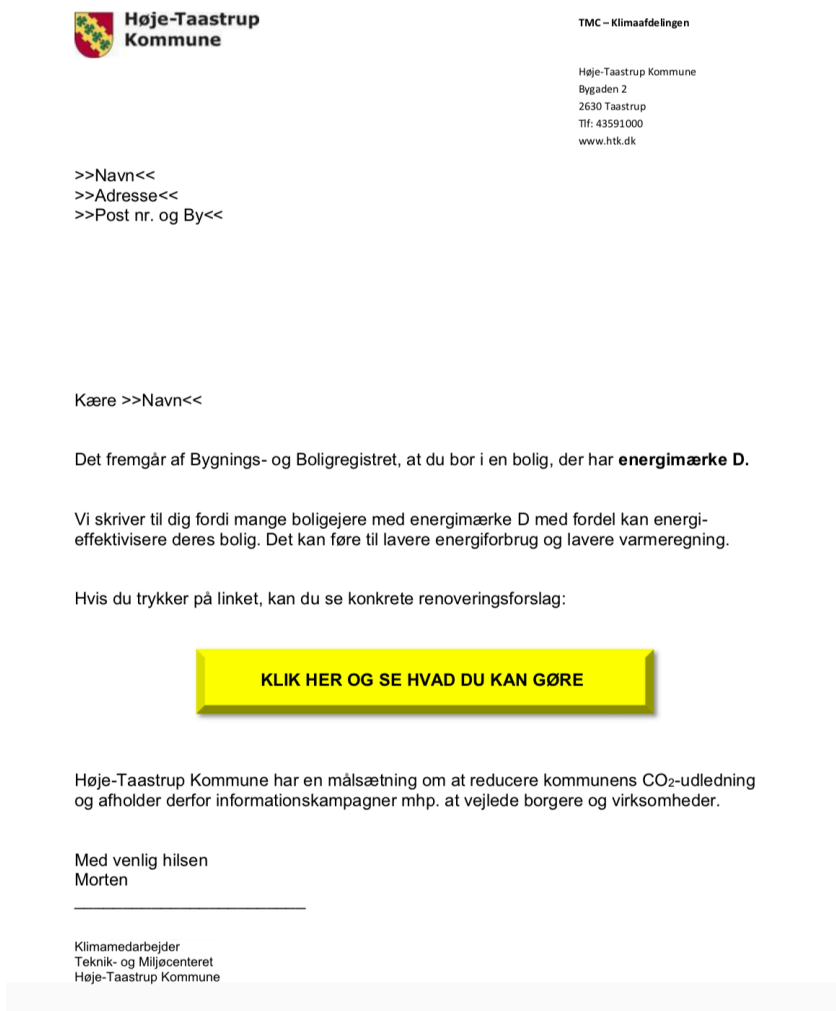 Høje-Taastrup
Kommune
TMC – Klimaafdelingen
Høje-Taastrup Kommune
Bygaden 2
2630 Taastrup
Tlf: 43591000
www.htk.dk
>>Navn<<
>>Adresse<<
>>Post nr. og By<<
Kære >>Navn<<
Det fremgår af Bygnings- og Boligregistret, at du bor i en bolig, der har energimærke D.
Vi skriver til dig fordi mange boligejere med energimærke D med fordel kan energi-
effektivisere deres bolig. Det kan føre til lavere energiforbrug og lavere varmeregning.
Hvis du trykker på linket, kan du se konkrete renoveringsforslag:
KLIK HER OG SE HVAD DU KAN GØRE
Høje-Taastrup Kommune har en målsætning om at reducere kommunens CO₂-udledning
og afholder derfor informationskampagner mhp. at vejlede borgere og virksomheder.
Med venlig hilsen
Morten
Klimamedarbejder
Teknik- og Miljøcenteret
Høje-Taastrup Kommune